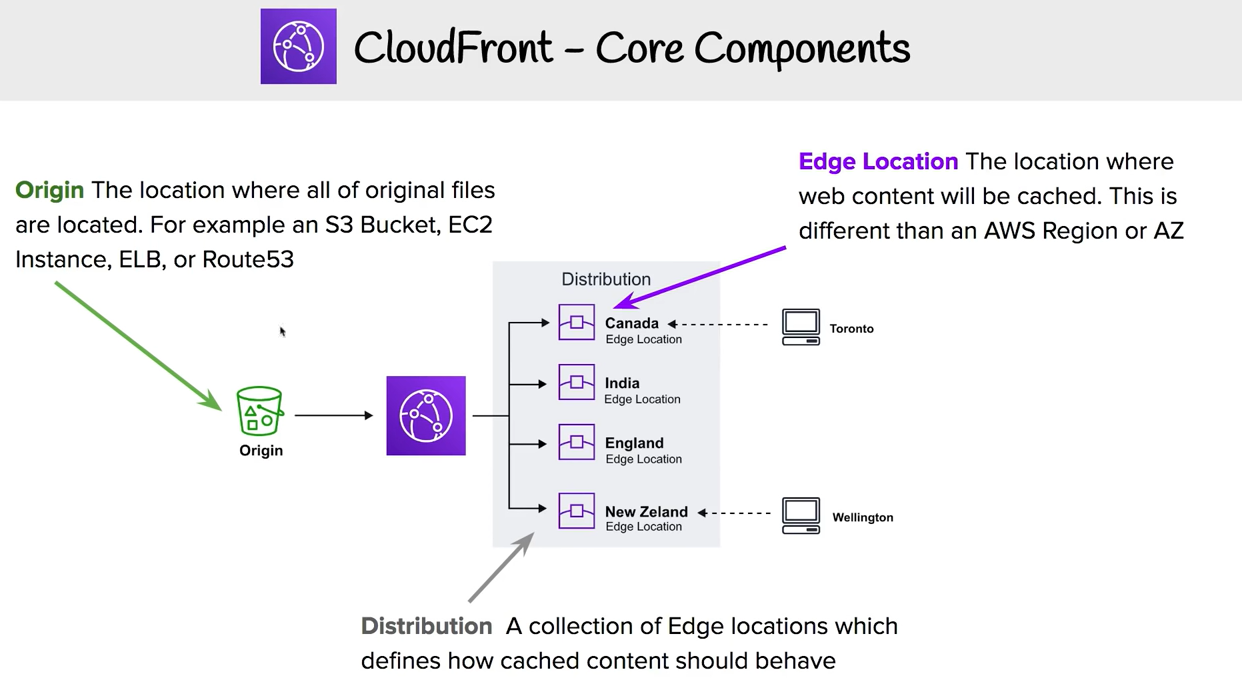 CloudFront – Core Components
Origin The location where all of original files
are located. For example an S3 Bucket, EC2
Instance, ELB, or Route53
Edge Location The location where
web content will be cached. This is
different than an AWS Region or AZ
Distribution
Canada
Edge Location
Toronto
India
Edge Location
England
Edge Location
New Zeland
Edge Location
Wellington
Origin
Distribution A collection of Edge locations which
defines how cached content should behave